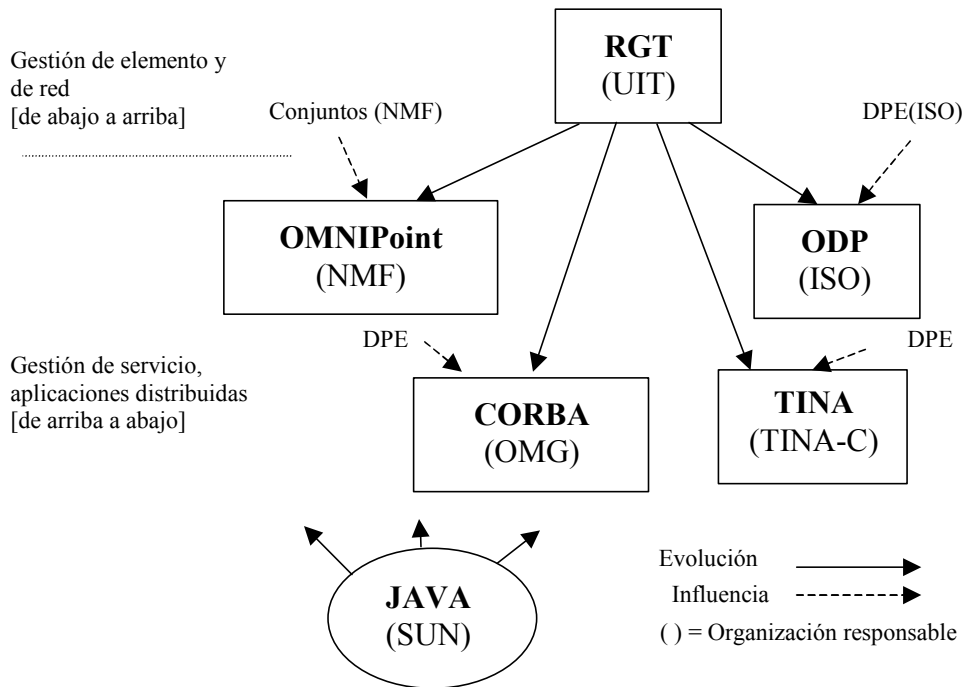 RGT
(UIT)
Gestión de elemento y
de red
[de abajo a arriba]
Conjuntos (NMF)
DPE(ISO)
OMNIPoint
(NMF)
ODP
(ISO)
DPE
DPE
Gestión de servicio,
aplicaciones distribuidas
[de arriba a abajo]
CORBA
(OMG)
TINA
(TINA-C)
JAVA
(SUN)
Evolución
Influencia
( ) = Organización responsable